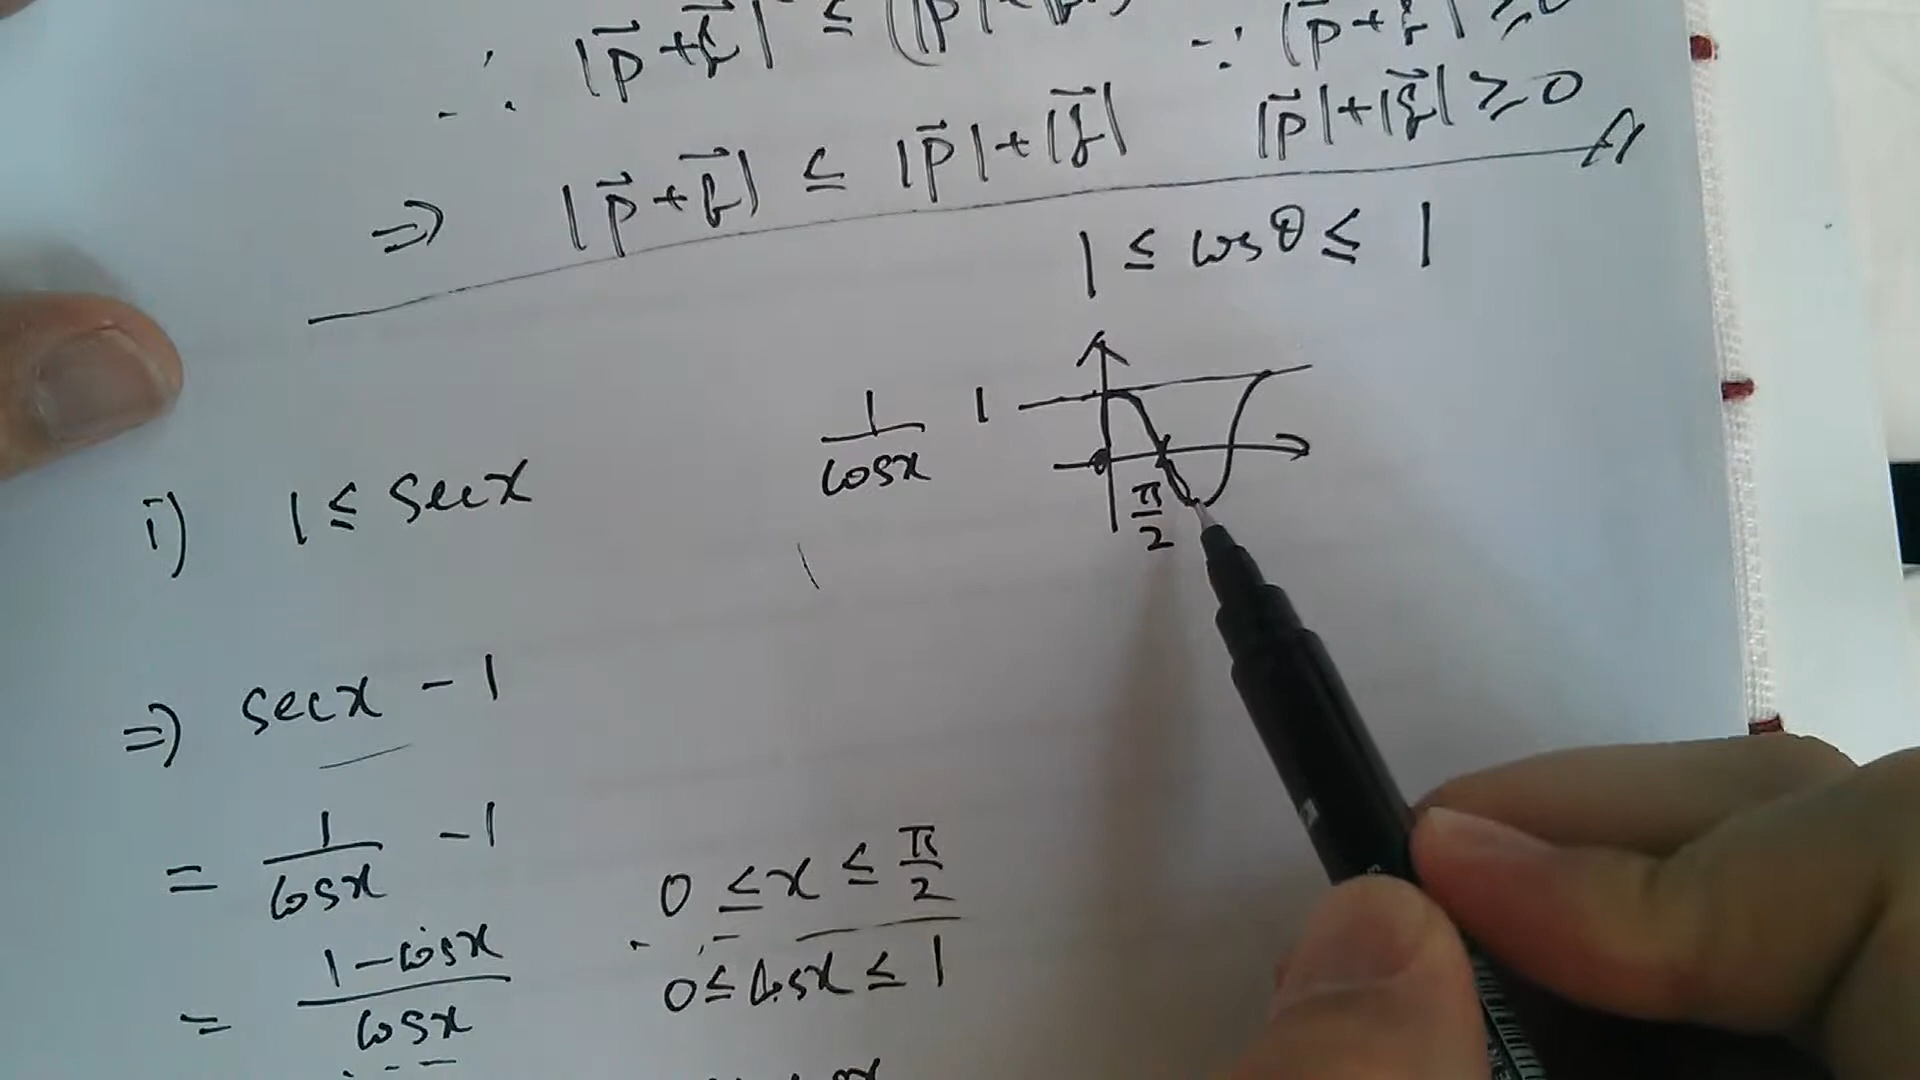 ∴ |p⃗ + q⃗| ≤ (|p⃗| ∵ |p⃗ + q⃗| ≥ 0
⇒ |p⃗ + q⃗| ≤ |p⃗| + |q⃗| |p⃗| + |q⃗| ≥ 0
1 ≤ cosθ ≤ 1
i) 1 ≤ secx 1/cosx 1
π/2
⇒ secx - 1
= 1/cosx - 1 0 ≤ x ≤ π/2
= (1 - cosx)/cosx 0 ≤ cosx ≤ 1